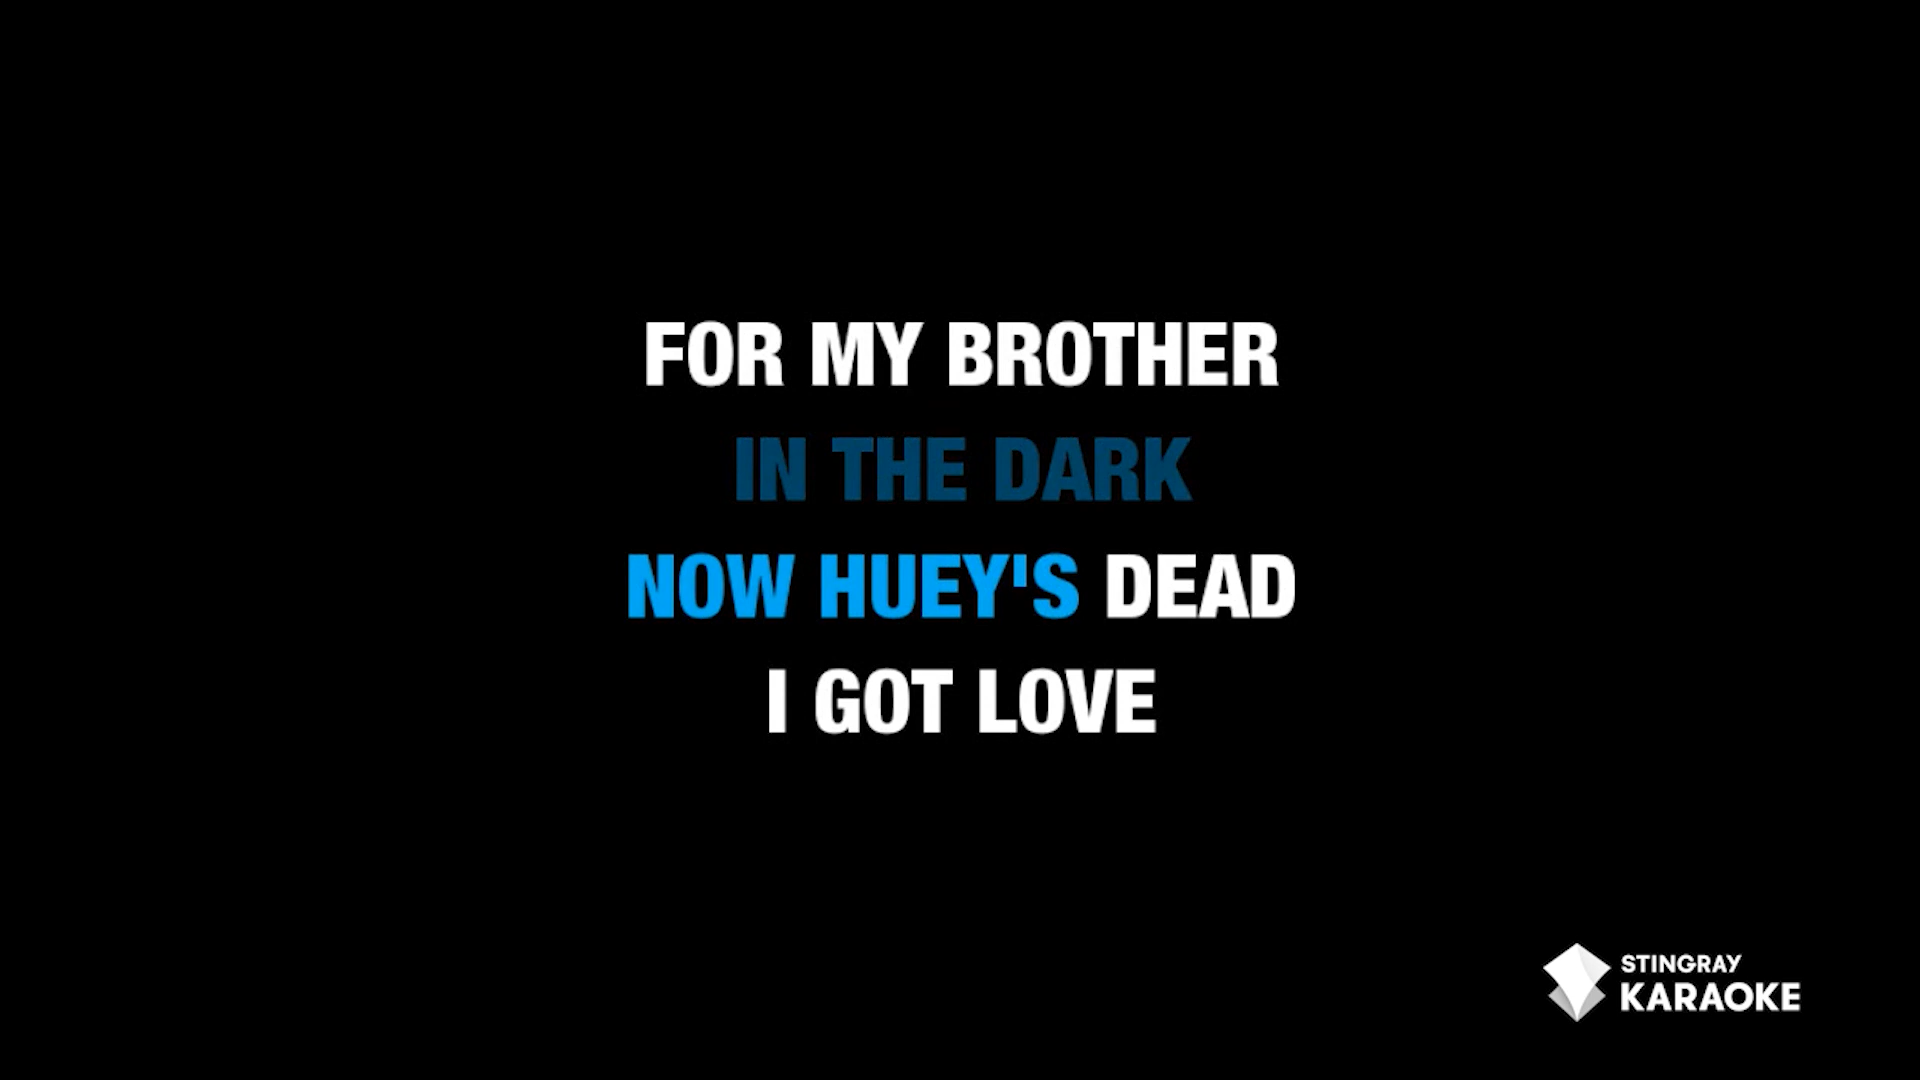 FOR MY BROTHER
IN THE DARK
NOW HUEY'S DEAD
I GOT LOVE
STINGRAY
KARAOKE